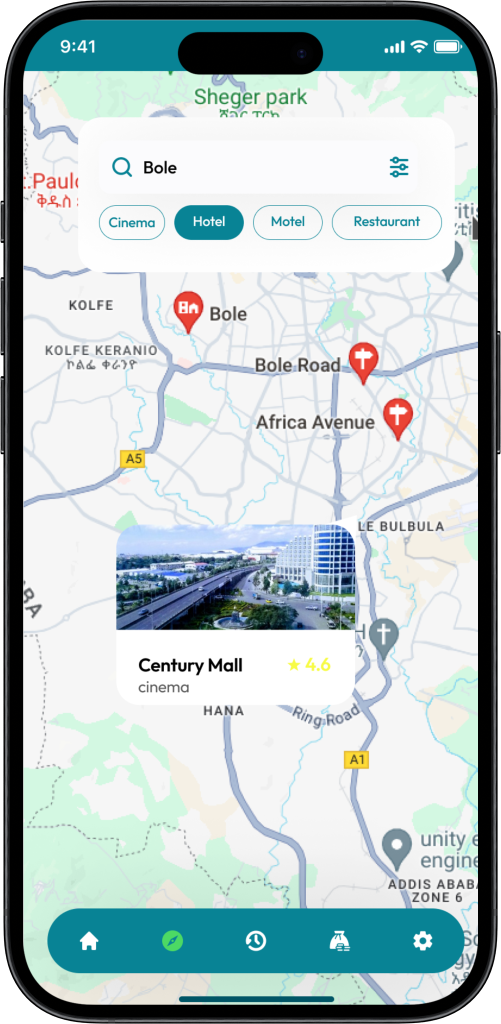 9:41
Sheger park
ሸገር ፓርክ
Paulo
ቅዱስ
Bole
Cinema
Hotel
Motel
Restaurant
KOLFE
Bole
KOLFE KERANIO
ኮልፌ ቀራንዮ
Bole Road
Africa Avenue
A5
LE BULBULA
Century Mall
★ 4.6
cinema
HANA
Ring Road
A1
unity e
engine
ADDIS ABABA
ZONE 6